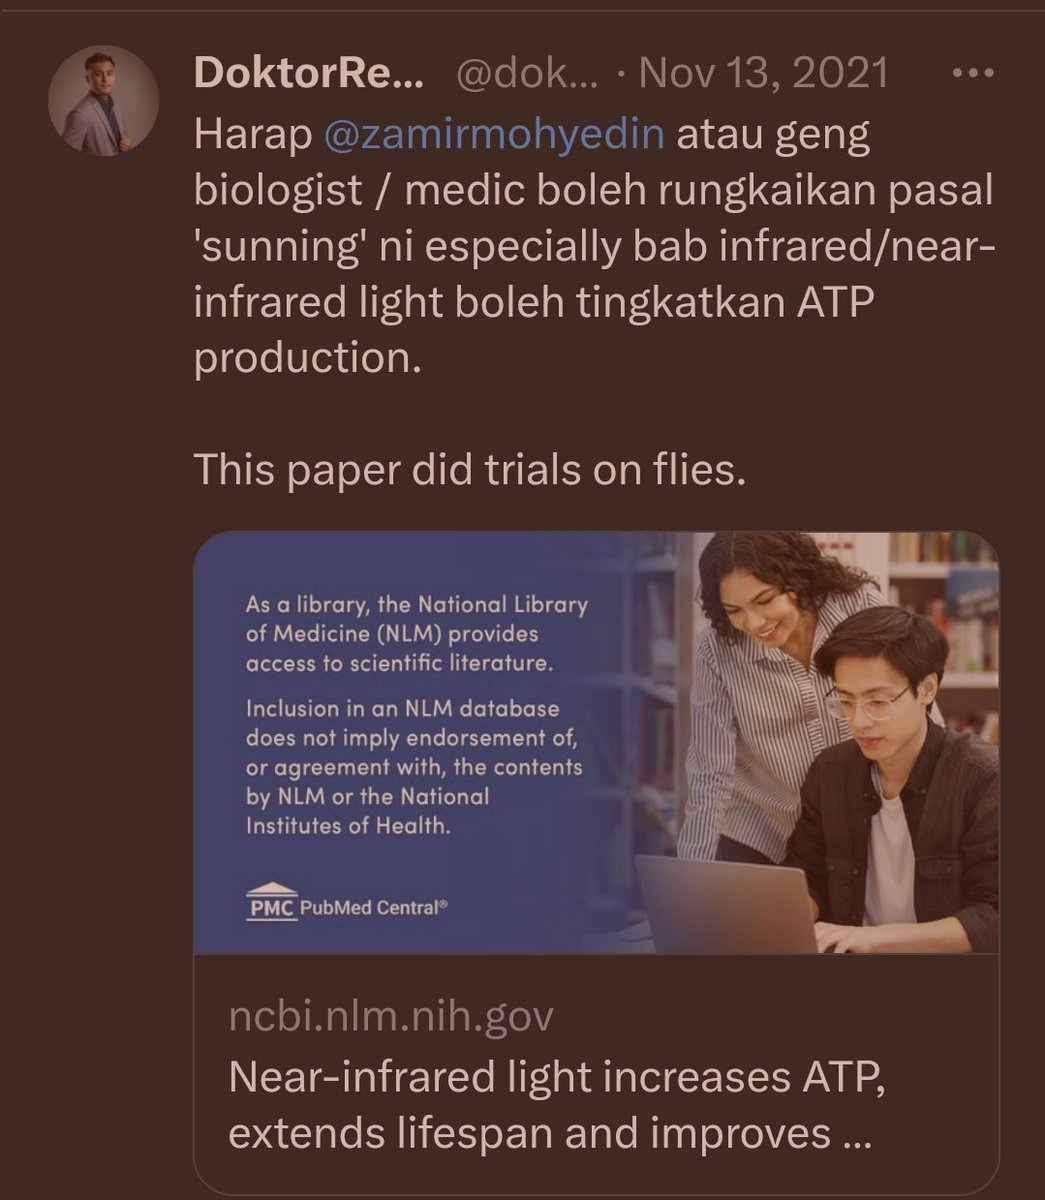 DoktorRe... @dok... · Nov 13, 2021
Harap @zamirmohyedin atau geng
biologist / medic boleh rungkaikan pasal
'sunning' ni especially bab infrared/near-
infrared light boleh tingkatkan ATP
production.
This paper did trials on flies.
As a library, the National Library
of Medicine (NLM) provides
access to scientific literature.
Inclusion in an NLM database
does not imply endorsement of,
or agreement with, the contents
by NLM or the National
Institutes of Health.
PMC PubMed Central®
ncbi.nlm.nih.gov
Near-infrared light increases ATP,
extends lifespan and improves ...